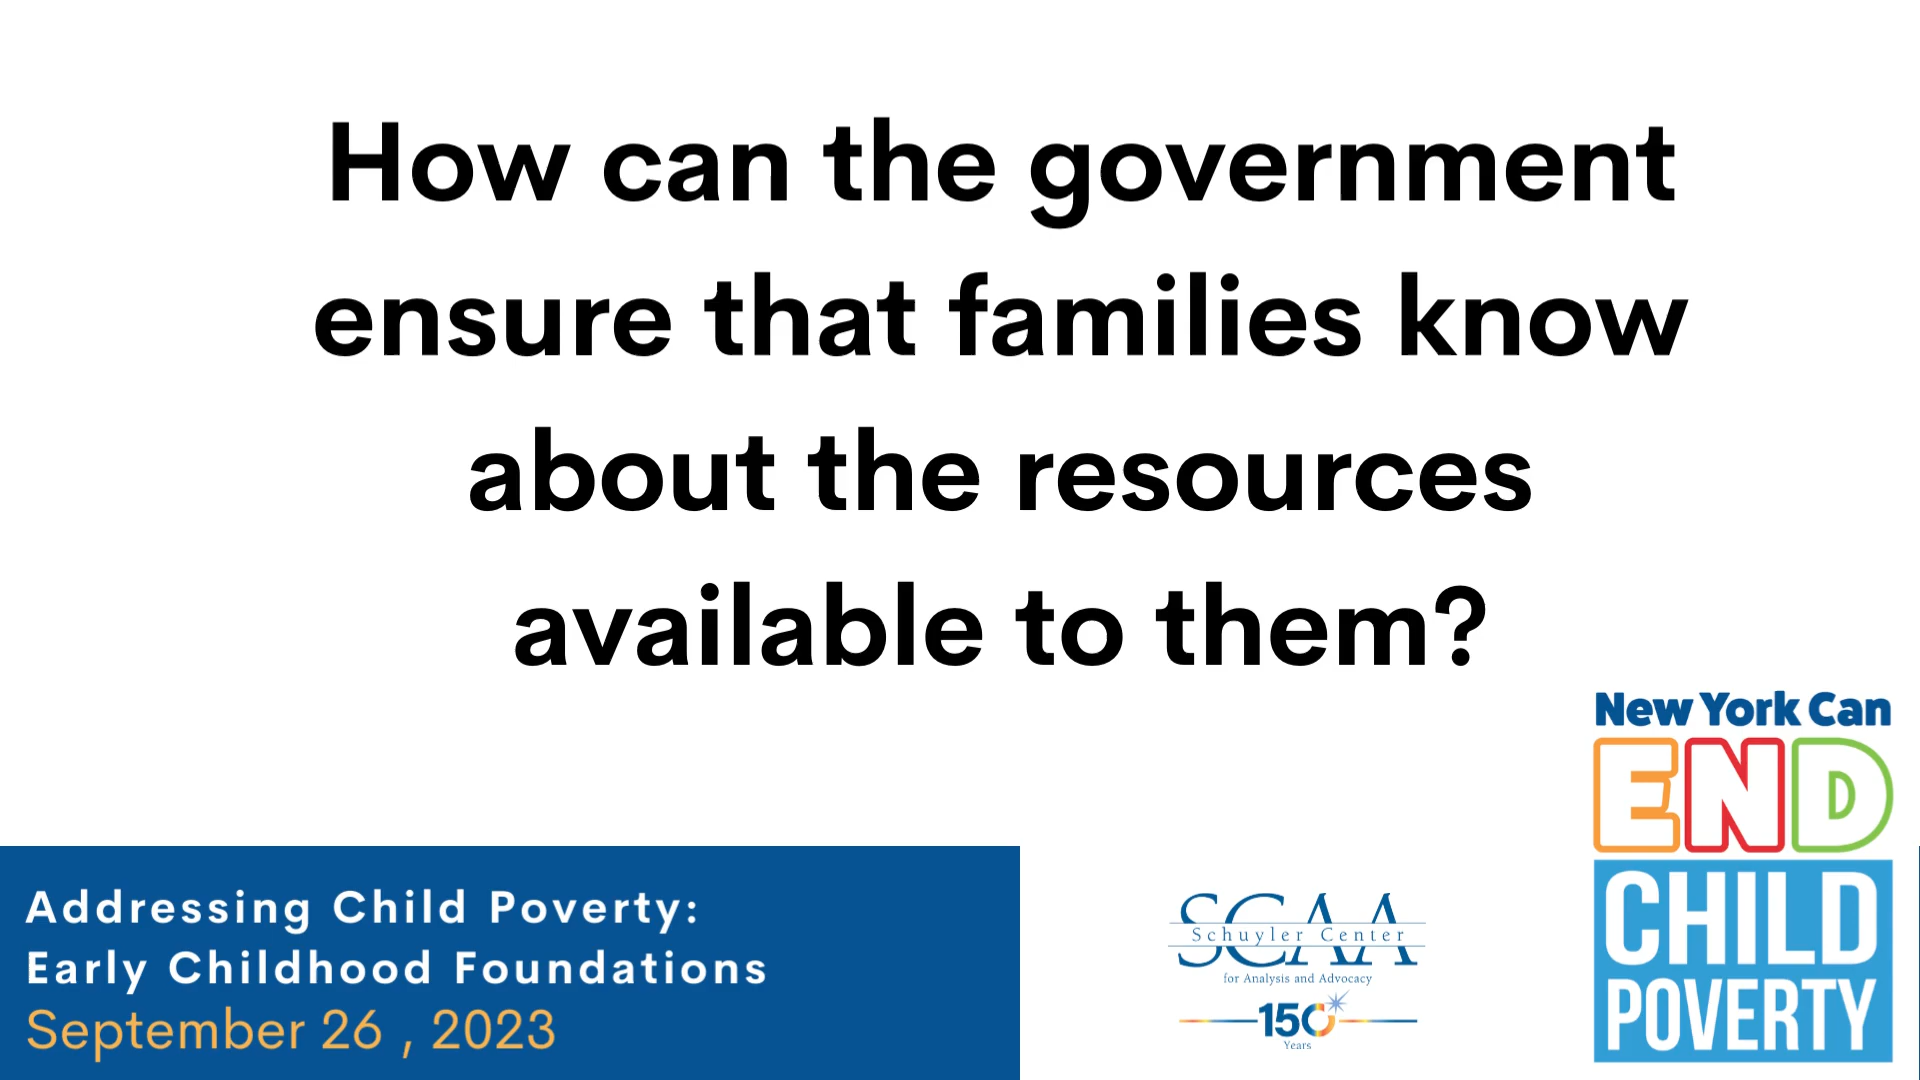 How can the government
ensure that families know
about the resources
available to them?
New York Can
END
CHILD
POVERTY
Addressing Child Poverty:
Early Childhood Foundations
September 26 , 2023
SCAA
Schuyler Center
for Analysis and Advocacy
150
Years